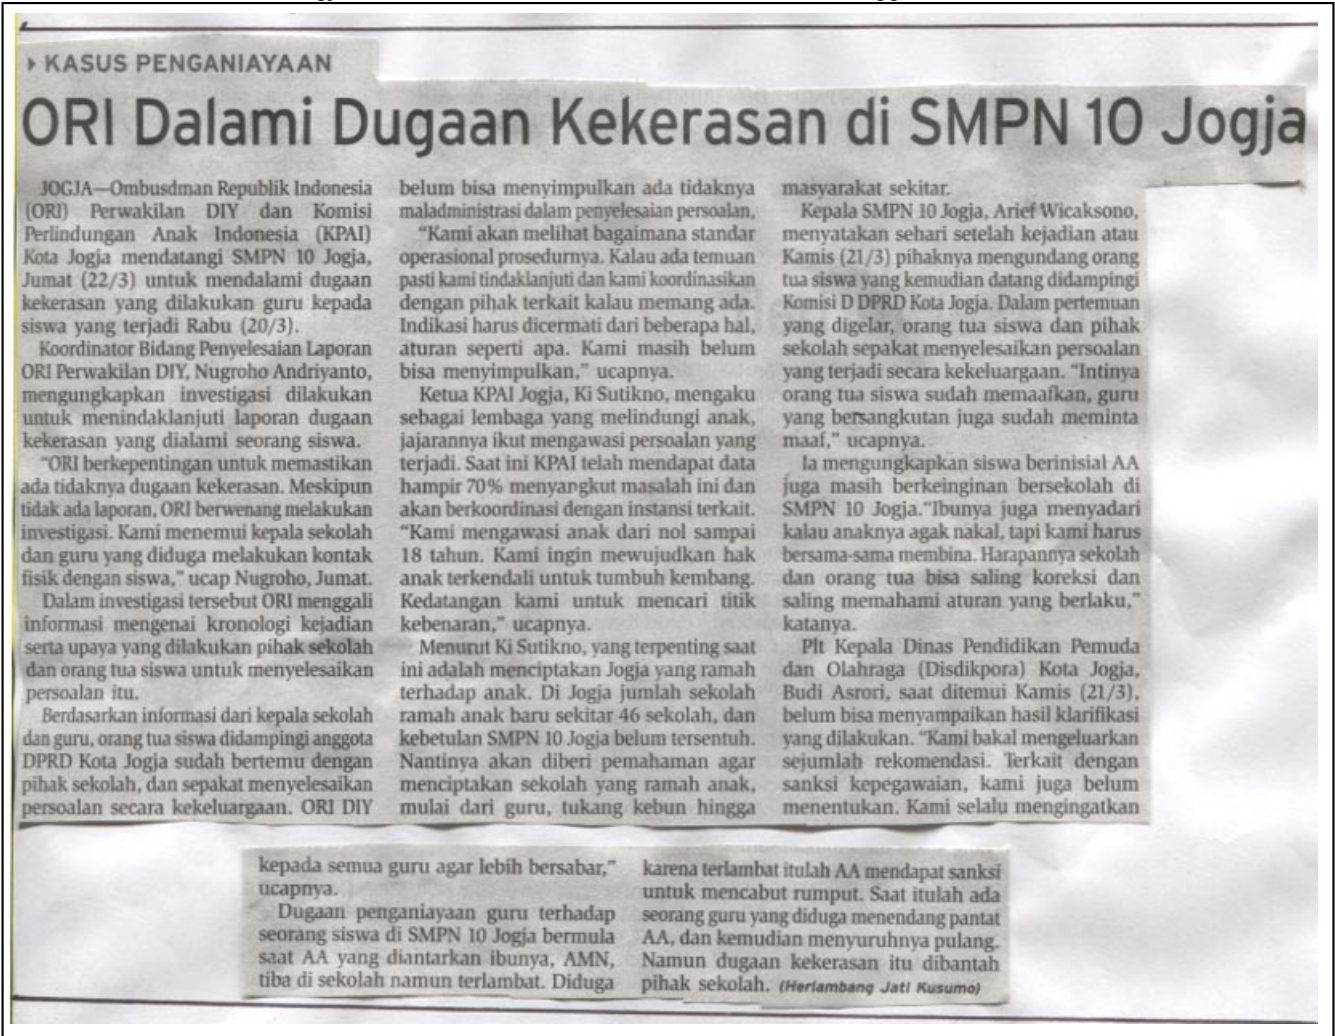 ▸ KASUS PENGANIAYAAN
ORI Dalami Dugaan Kekerasan di SMPN 10 Jogja
JOGJA—Ombusdman Republik Indonesia
(ORI) Perwakilan DIY dan Komisi
Perlindungan Anak Indonesia (KPAI)
Kota Jogja mendatangi SMPN 10 Jogja,
Jumat (22/3) untuk mendalami dugaan
kekerasan yang dilakukan guru kepada
siswa yang terjadi Rabu (20/3).
Koordinator Bidang Penyelesaian Laporan
ORI Perwakilan DIY, Nugroho Andriyanto,
mengungkapkan investigasi dilakukan
untuk menindaklanjuti laporan dugaan
kekerasan yang dialami seorang siswa.
"ORI berkepentingan untuk memastikan
ada tidaknya dugaan kekerasan. Meskipun
tidak ada laporan, ORI berwenang melakukan
investigasi. Kami menemui kepala sekolah
dan guru yang diduga melakukan kontak
fisik dengan siswa," ucap Nugroho, Jumat.
Dalam investigasi tersebut ORI menggali
informasi mengenai kronologi kejadian
serta upaya yang dilakukan pihak sekolah
dan orang tua siswa untuk menyelesaikan
persoalan itu.
Berdasarkan informasi dari kepala sekolah
dan guru, orang tua siswa didampingi anggota
DPRD Kota Jogja sudah bertemu dengan
pihak sekolah, dan sepakat menyelesaikan
persoalan secara kekeluargaan. ORI DIY
belum bisa menyimpulkan ada tidaknya
maladministrasi dalam penyelesaian persoalan,
"Kami akan melihat bagaimana standar
operasional prosedurnya. Kalau ada temuan
pasti kami tindaklanjuti dan kami koordinasikan
dengan pihak terkait kalau memang ada.
Indikasi harus dicermati dari beberapa hal,
aturan seperti apa. Kami masih belum
bisa menyimpulkan," ucapnya.
Ketua KPAI Jogja, Ki Sutikno, mengaku
sebagai lembaga yang melindungi anak,
jajarannya ikut mengawasi persoalan yang
terjadi. Saat ini KPAI telah mendapat data
hampir 70% menyangkut masalah ini dan
akan berkoordinasi dengan instansi terkait.
"Kami mengawasi anak dari nol sampai
18 tahun. Kami ingin mewujudkan hak
anak terkendali untuk tumbuh kembang.
Kedatangan kami untuk mencari titik
kebenaran," ucapnya.
Menurut Ki Sutikno, yang terpenting saat
ini adalah menciptakan Jogja yang ramah
terhadap anak. Di Jogja jumlah sekolah
ramah anak baru sekitar 46 sekolah, dan
kebetulan SMPN 10 Jogja belum tersentuh.
Nantinya akan diberi pemahaman agar
menciptakan sekolah yang ramah anak,
mulai dari guru, tukang kebun hingga
masyarakat sekitar.
Kepala SMPN 10 Jogja, Arief Wicaksono,
menyatakan sehari setelah kejadian atau
Kamis (21/3) pihaknya mengundang orang
tua siswa yang kemudian datang didampingi
Komisi D DPRD Kota Jogja. Dalam pertemuan
yang digelar, orang tua siswa dan pihak
sekolah sepakat menyelesaikan persoalan
yang terjadi secara kekeluargaan. "Intinya
orang tua siswa sudah memaafkan, guru
yang bersangkutan juga sudah meminta
maaf," ucapnya.
Ia mengungkapkan siswa berinisial AA
juga masih berkeinginan bersekolah di
SMPN 10 Jogja."Ibunya juga menyadari
kalau anaknya agak nakal, tapi kami harus
bersama-sama membina. Harapannya sekolah
dan orang tua bisa saling koreksi dan
saling memahami aturan yang berlaku,"
katanya.
Plt Kepala Dinas Pendidikan Pemuda
dan Olahraga (Disdikpora) Kota Jogja,
Budi Asrori, saat ditemui Kamis (21/3),
belum bisa menyampaikan hasil klarifikasi
yang dilakukan. "Kami bakal mengeluarkan
sejumlah rekomendasi. Terkait dengan
sanksi kepegawaian, kami juga belum
menentukan. Kami selalu mengingatkan
kepada semua guru agar lebih bersabar,"
ucapnya.
Dugaan penganiayaan guru terhadap
seorang siswa di SMPN 10 Jogja bermula
saat AA yang diantarkan ibunya, AMN,
tiba di sekolah namun terlambat. Diduga
karena terlambat itulah AA mendapat sanksi
untuk mencabut rumput. Saat itulah ada
seorang guru yang diduga menendang pantat
AA, dan kemudian menyuruhnya pulang.
Namun dugaan kekerasan itu dibantah
pihak sekolah. (Herlambang Jati Kusumo)